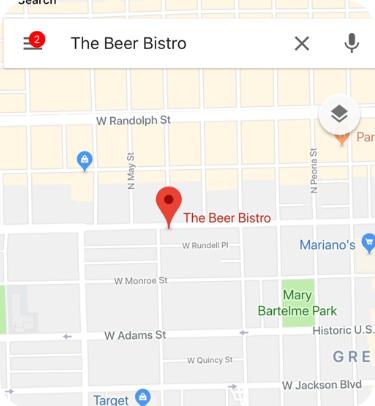 Search
2
The Beer Bistro
W Randolph St
Par
N May St
N Peoria St
The Beer Bistro
W Rundell Pl
Mariano's
W Monroe St
Mary
Bartelme Park
Historic U.S.
W Adams St
GRE
W Quincy St
W Jackson Blvd
Target